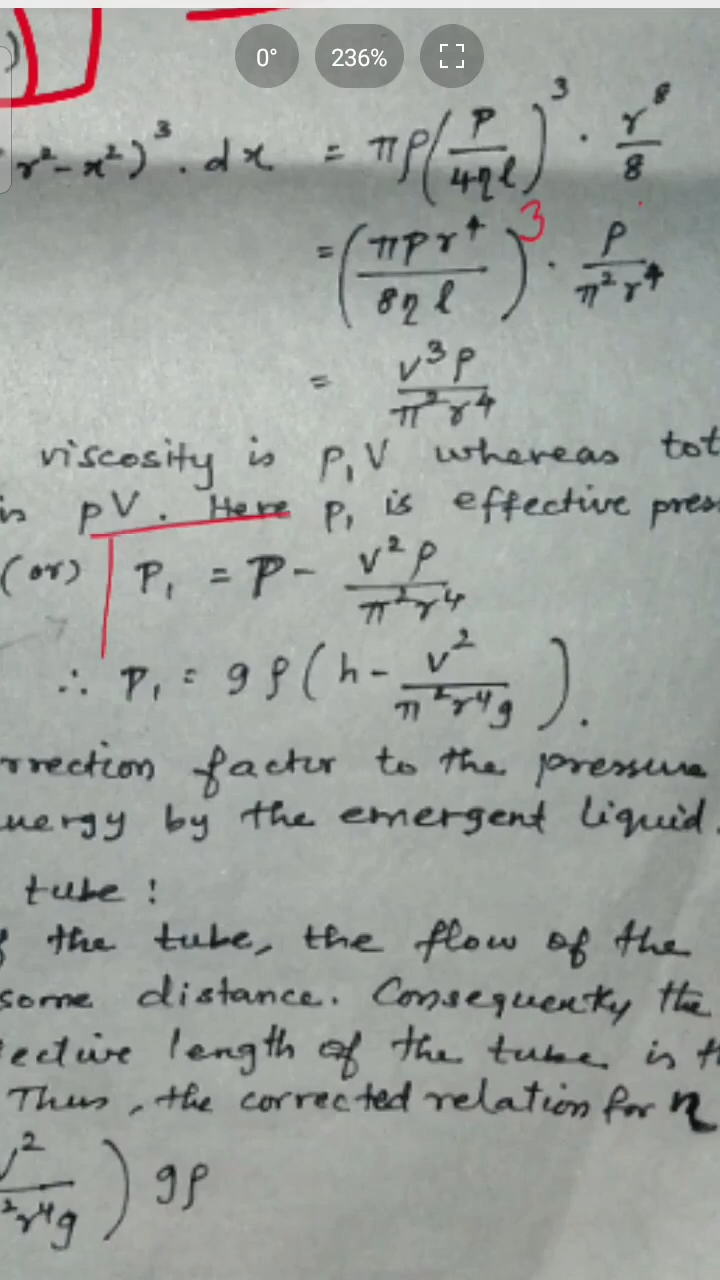 0°
236%
)
r²-x²)³. dx = πρ(P/4ηl)³ · r⁸/8
= (πpr⁴/8ηl)³ · ρ/π²r⁴
= V³ρ/π²r⁴
viscosity is P₁V whereas tot
is pV. Here P₁ is effective pres
(or) P₁ = P - V²ρ/π²r⁴
∴ P₁ = gρ(h - V²/π²r⁴g).
rrection factor to the pressure
nergy by the emergent liquid.
tube :
f the tube, the flow of the
some distance. Consequenty the
ective length of the tube is th
Thus, the corrected relation for η
V²/²r⁴g) gρ